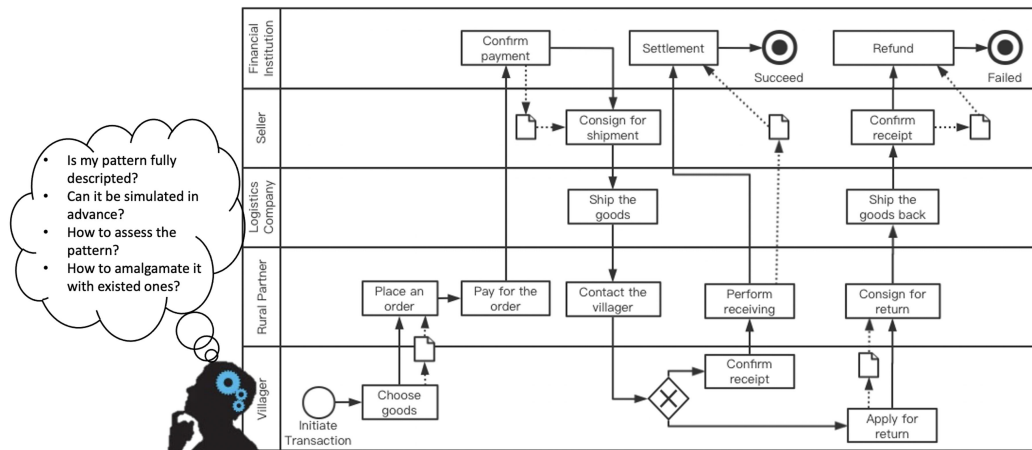 • Is my pattern fully
descripted?
• Can it be simulated in
advance?
• How to assess the
pattern?
• How to amalgamate it
with existed ones?
Financial
Institution
Confirm
payment
Settlement
Succeed
Refund
Failed
Seller
Consign for
shipment
Confirm
receipt
Logistics
Company
Ship the
goods
Ship the
goods back
Rural Partner
Place an
order
Pay for the
order
Contact the
villager
Perform
receiving
Consign for
return
Villager
Initiate
Transaction
Choose
goods
Confirm
receipt
Apply for
return